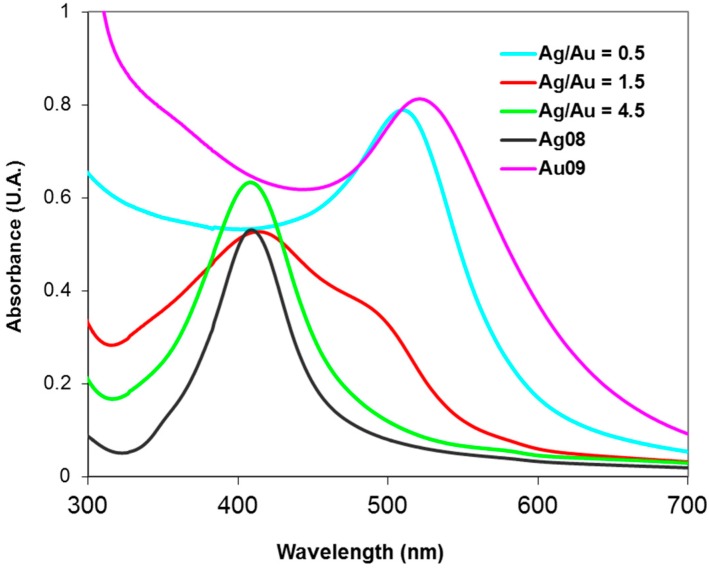 1
0.8
0.6
0.4
0.2
0
Absorbance (U.A.)
Ag/Au = 0.5
Ag/Au = 1.5
Ag/Au = 4.5
Ag08
Au09
300 400 500 600 700
Wavelength (nm)